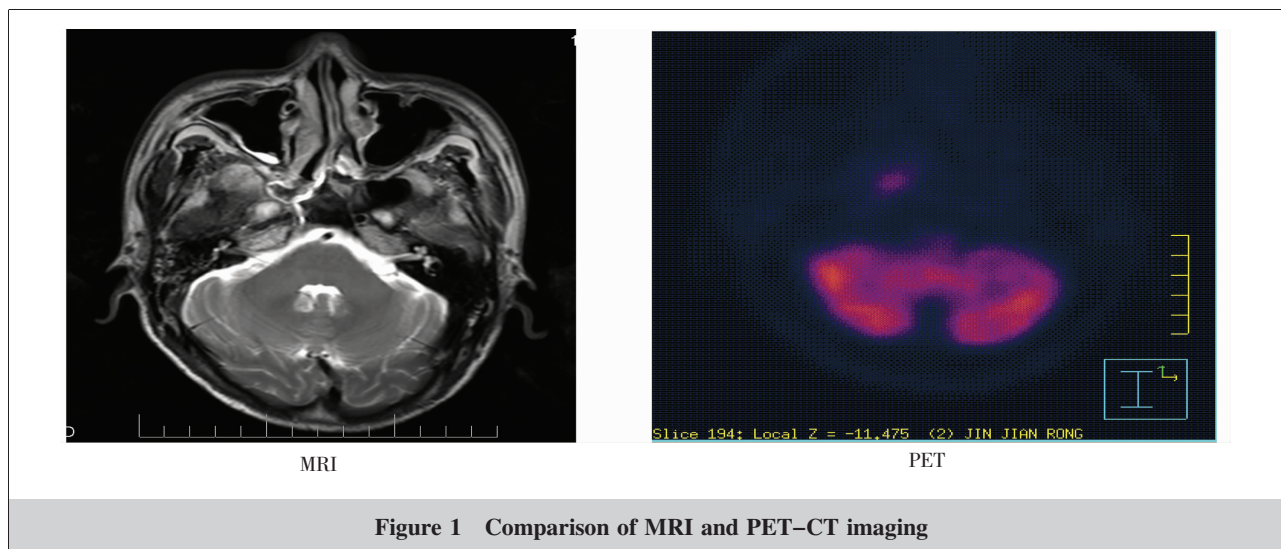 Slice 194: Local Z = -11.475 (2) JIN JIAN RONG
MRI
PET
Figure 1 Comparison of MRI and PET-CT imaging